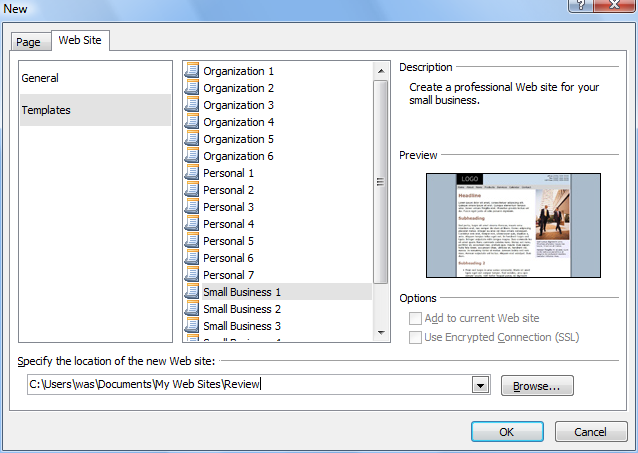 New
Page
Web Site
General
Templates
Organization 1
Organization 2
Organization 3
Organization 4
Organization 5
Organization 6
Personal 1
Personal 2
Personal 3
Personal 4
Personal 5
Personal 6
Personal 7
Small Business 1
Small Business 2
Small Business 3
Description
Create a professional Web site for your
small business.
Preview
LOGO
Headline
Subheading
Subheading 2
Options
Add to current Web site
Use Encrypted Connection (SSL)
Specify the location of the new Web site:
C:\Users\was\Documents\My Web Sites\Review
Browse...
OK
Cancel